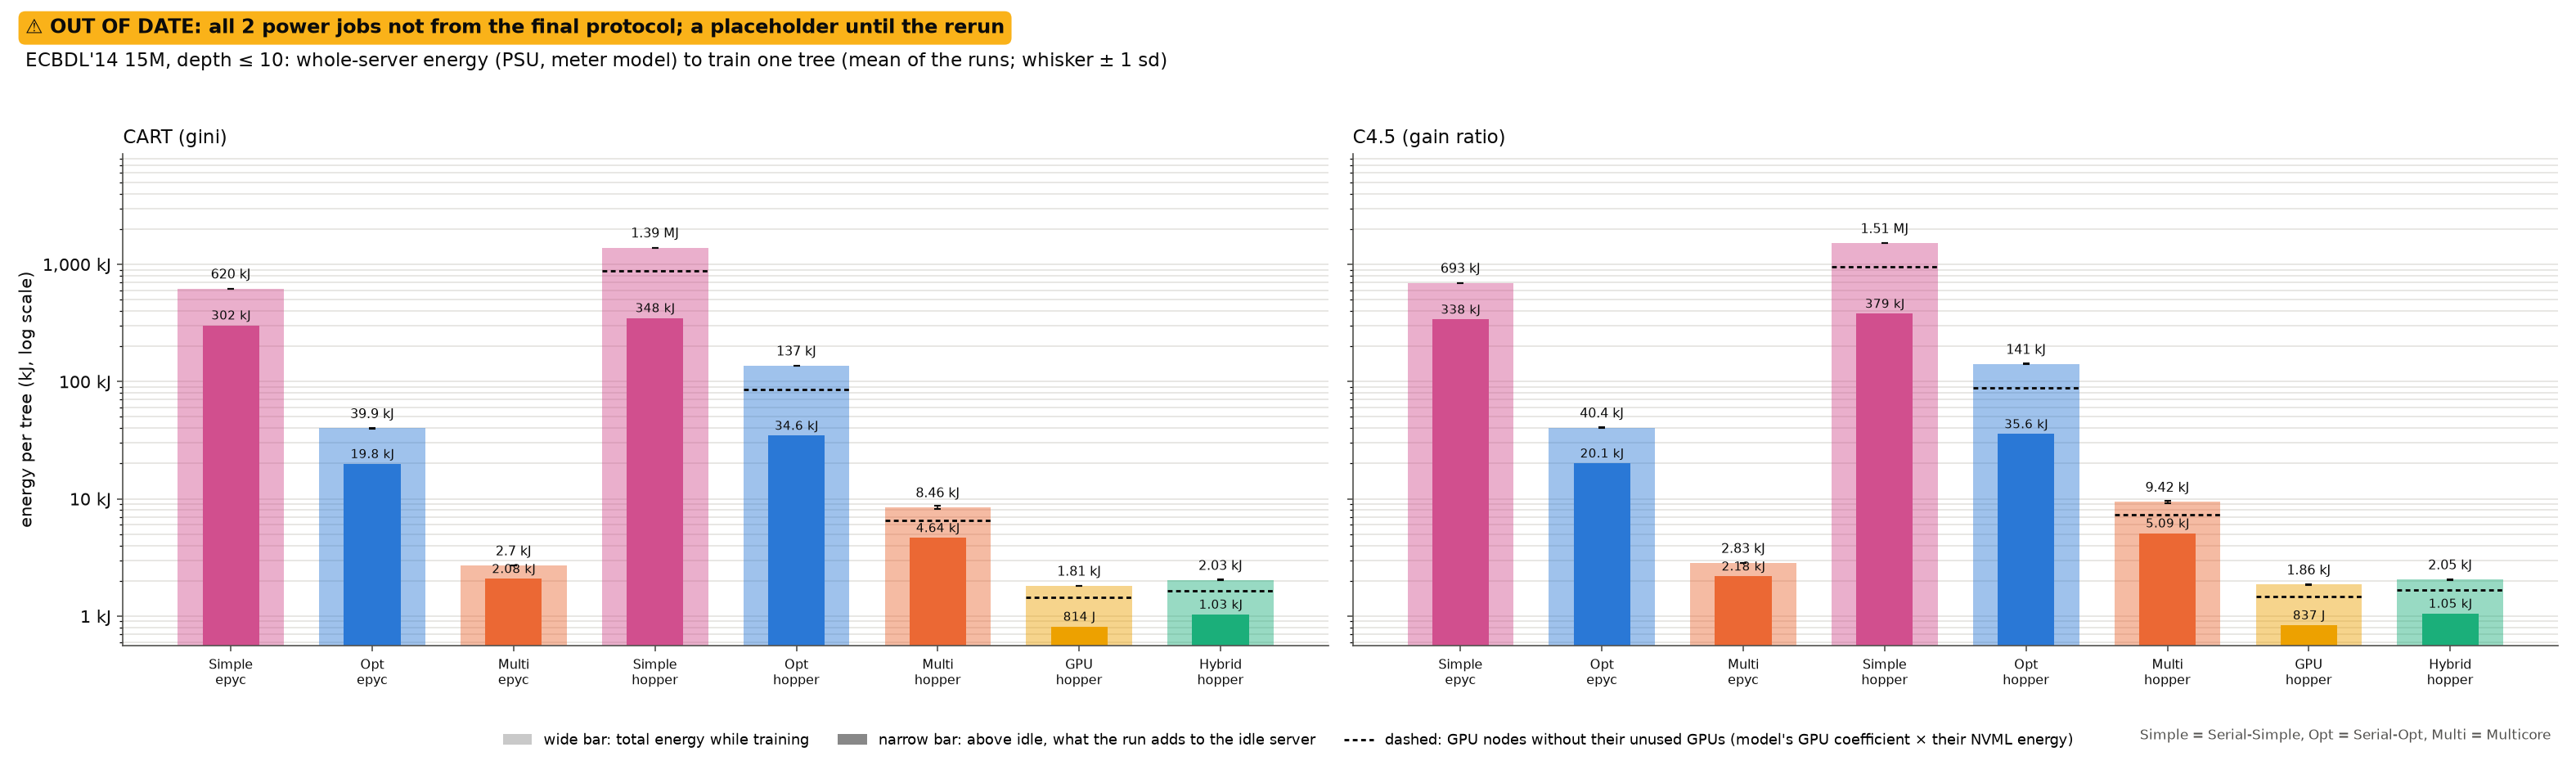 ⚠ OUT OF DATE: all 2 power jobs not from the final protocol; a placeholder until the rerun
ECBDL'14 15M, depth ≤ 10: whole-server energy (PSU, meter model) to train one tree (mean of the runs; whisker ± 1 sd)
CART (gini)
energy per tree (kJ, log scale)
1,000 kJ
100 kJ
10 kJ
1 kJ
620 kJ
302 kJ
39.9 kJ
19.8 kJ
2.7 kJ
2.08 kJ
1.39 MJ
348 kJ
137 kJ
34.6 kJ
8.46 kJ
4.64 kJ
1.81 kJ
814 J
2.03 kJ
1.03 kJ
Simple epyc
Opt epyc
Multi epyc
Simple hopper
Opt hopper
Multi hopper
GPU hopper
Hybrid hopper
C4.5 (gain ratio)
693 kJ
338 kJ
40.4 kJ
20.1 kJ
2.83 kJ
2.18 kJ
1.51 MJ
379 kJ
141 kJ
35.6 kJ
9.42 kJ
5.09 kJ
1.86 kJ
837 J
2.05 kJ
1.05 kJ
Simple epyc
Opt epyc
Multi epyc
Simple hopper
Opt hopper
Multi hopper
GPU hopper
Hybrid hopper
wide bar: total energy while training
narrow bar: above idle, what the run adds to the idle server
dashed: GPU nodes without their unused GPUs (model's GPU coefficient × their NVML energy)
Simple = Serial-Simple, Opt = Serial-Opt, Multi = Multicore